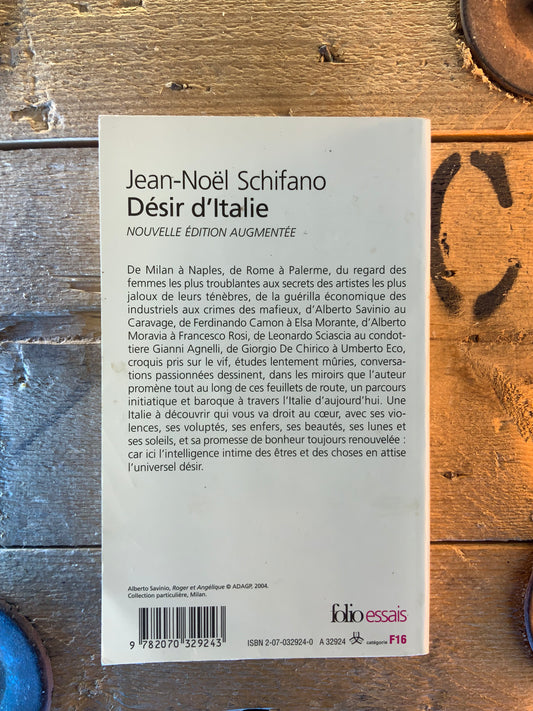 Jean-Noël Schifano
Désir d'Italie
NOUVELLE ÉDITION AUGMENTÉE
De Milan à Naples, de Rome à Palerme, du regard des
femmes les plus troublantes aux secrets des artistes les plus
jaloux de leurs ténèbres, de la guérilla économique des
industriels aux crimes des mafieux, d'Alberto Savinio au
Caravage, de Ferdinando Camon à Elsa Morante, d'Alberto
Moravia à Francesco Rosi, de Leonardo Sciascia au condot-
tiere Gianni Agnelli, de Giorgio De Chirico à Umberto Eco,
croquis pris sur le vif, études lentement mûries, conversa-
tions passionnées dessinent, dans les miroirs que l'auteur
promène tout au long de ces feuillets de route, un parcours
initiatique et baroque à travers l'Italie d'aujourd'hui. Une
Italie à découvrir qui vous va droit au cœur, avec ses vio-
lences, ses voluptés, ses enfers, ses beautés, ses lunes et
ses soleils, et sa promesse de bonheur toujours renouvelée :
car ici l'intelligence intime des êtres et des choses en attise
l'universel désir.
Alberto Savinio, Roger et Angélique © ADAGP, 2004.
Collection particulière, Milan.
folio essais
9 782070 329243
ISBN 2-07-032924-0 A 32924 catégorie F16